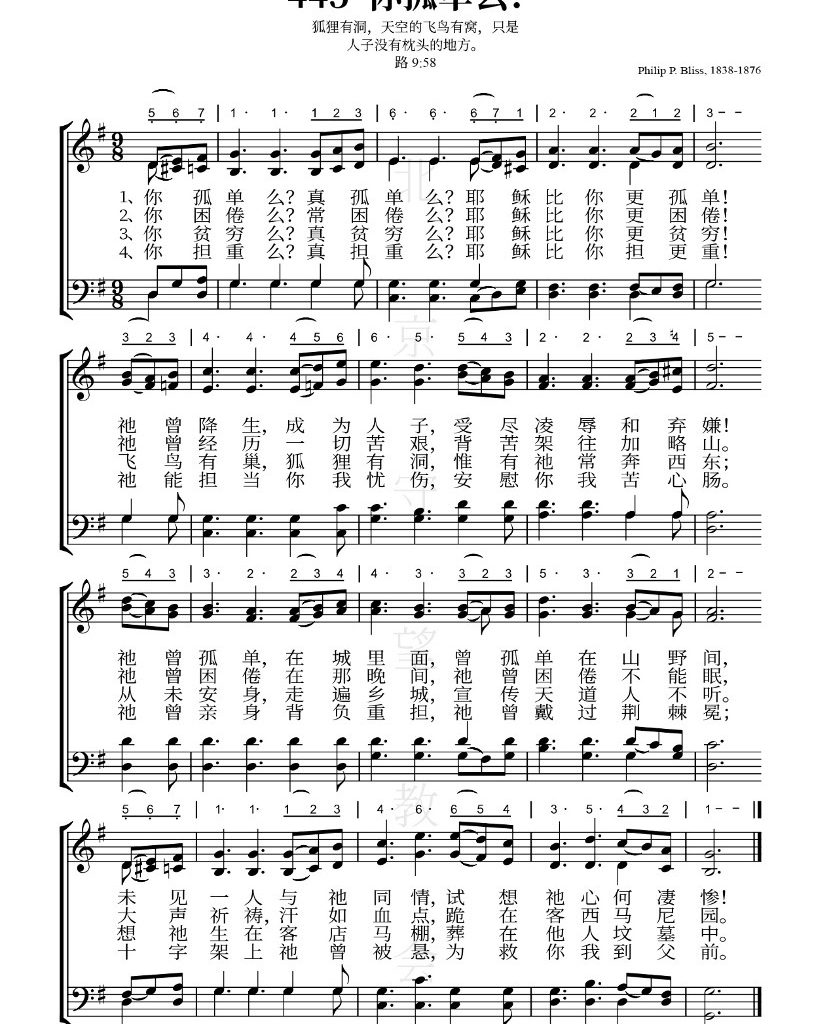 443 你孤单么?
狐狸有洞，天空的飞鸟有窝，只是
人子没有枕头的地方。
路 9:58
Philip P. Bliss, 1838-1876
5 6· 7 | 1· 1· 1 2 3 | 6· 6· 6 7 | 2· 2· 2 1 2 | 3 – –
1、你孤单么？真孤单么？耶稣比你更孤单！
2、你困倦么？常困倦么？耶稣比你更困倦！
3、你贫穷么？真贫穷么？耶稣比你更贫穷！
4、你担重么？真担重么？耶稣比你担更重！
3 2 3 | 4· 4· 4 5 6 | 6· 5· 5 4 5 | 2· 2· 2 3 4 | 5 – –
祂曾降生，成为人子，受尽凌辱和弃嫌！
祂曾经历一切苦艰，背苦架往加略山。
飞鸟有巢，狐狸有洞，惟有祂常奔西东；
祂能担当你我忧伤，安慰你我苦心肠。
5 4 3 | 3· 2· 2 3 4 | 4· 3· 3 2 3 | 5· 3· 3 2 1 | 2 – –
祂曾孤单，在城里面，曾孤单在山野间，
祂曾困倦在那晚间，祂曾困倦不能眠，
从未安身，走遍乡城，宣传天道人不听。
祂曾亲身背负重担，祂曾戴过荆棘冕；
5 6· 7 | 1· 1· 1 2 3 | 4· 6· 6 5 4 | 3· 5· 4 2 | 1 – –
未见一人与祂同情，试想祂心何凄惨！
大声祈祷，汗如血点，跪在客西马尼园。
想祂生在客店马棚，葬在他人坟墓中。
十字架上祂曾被悬，为救你我到父前。
北京守望教会